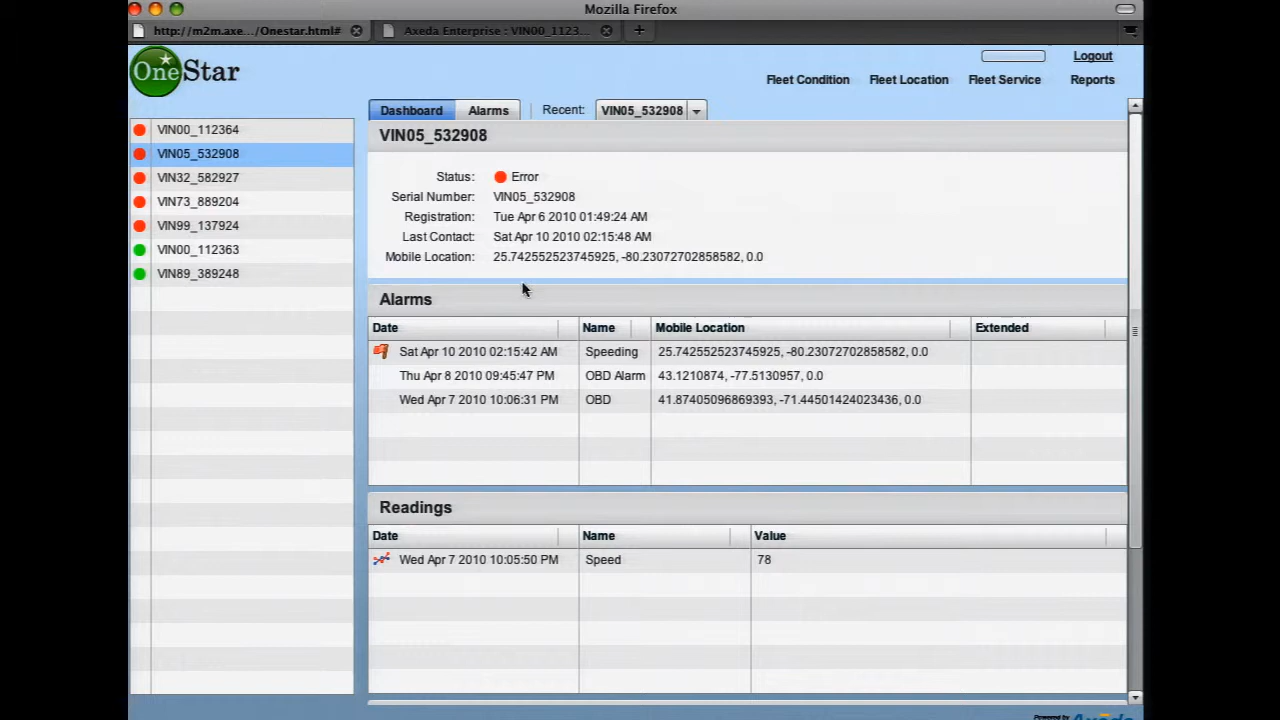 Mozilla Firefox
http://m2m.axe.../Onestar.html#
Axeda Enterprise : VIN00_1123...
OneStar
Logout
Fleet Condition Fleet Location Fleet Service Reports
Dashboard Alarms Recent: VIN05_532908
VIN00_112364
VIN05_532908
VIN32_582927
VIN73_889204
VIN99_137924
VIN00_112363
VIN89_389248
VIN05_532908
Status: Error
Serial Number: VIN05_532908
Registration: Tue Apr 6 2010 01:49:24 AM
Last Contact: Sat Apr 10 2010 02:15:48 AM
Mobile Location: 25.742552523745925, -80.23072702858582, 0.0
Alarms
Date Name Mobile Location Extended
Sat Apr 10 2010 02:15:42 AM Speeding 25.742552523745925, -80.23072702858582, 0.0
Thu Apr 8 2010 09:45:47 PM OBD Alarm 43.1210874, -77.5130957, 0.0
Wed Apr 7 2010 10:06:31 PM OBD 41.87405096869393, -71.44501424023436, 0.0
Readings
Date Name Value
Wed Apr 7 2010 10:05:50 PM Speed 78
Powered by Axeda